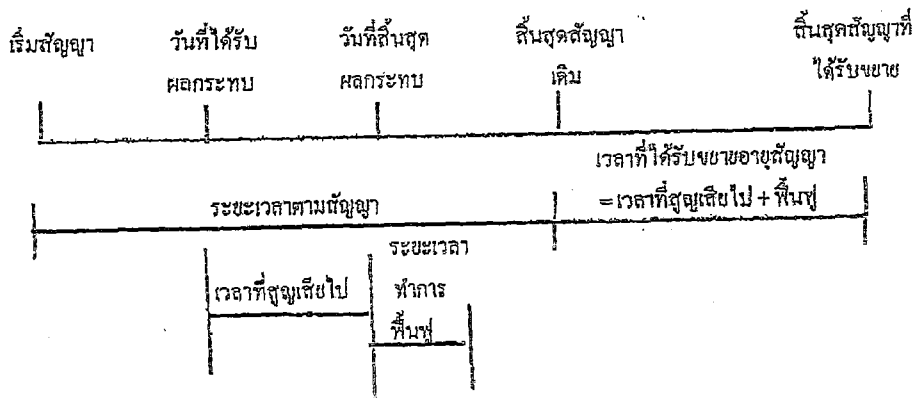 เริ่มสัญญา
วันที่ได้รับ
ผลกระทบ
วันที่สิ้นสุด
ผลกระทบ
สิ้นสุดสัญญา
เดิม
สิ้นสุดสัญญาที่
ได้รับขยาย
เวลาที่ได้รับขยายอายุสัญญา
=เวลาที่สูญเสียไป + ฟื้นฟู
ระยะเวลาตามสัญญา
เวลาที่สูญเสียไป
ระยะเวลา
ทำการ
ฟื้นฟู